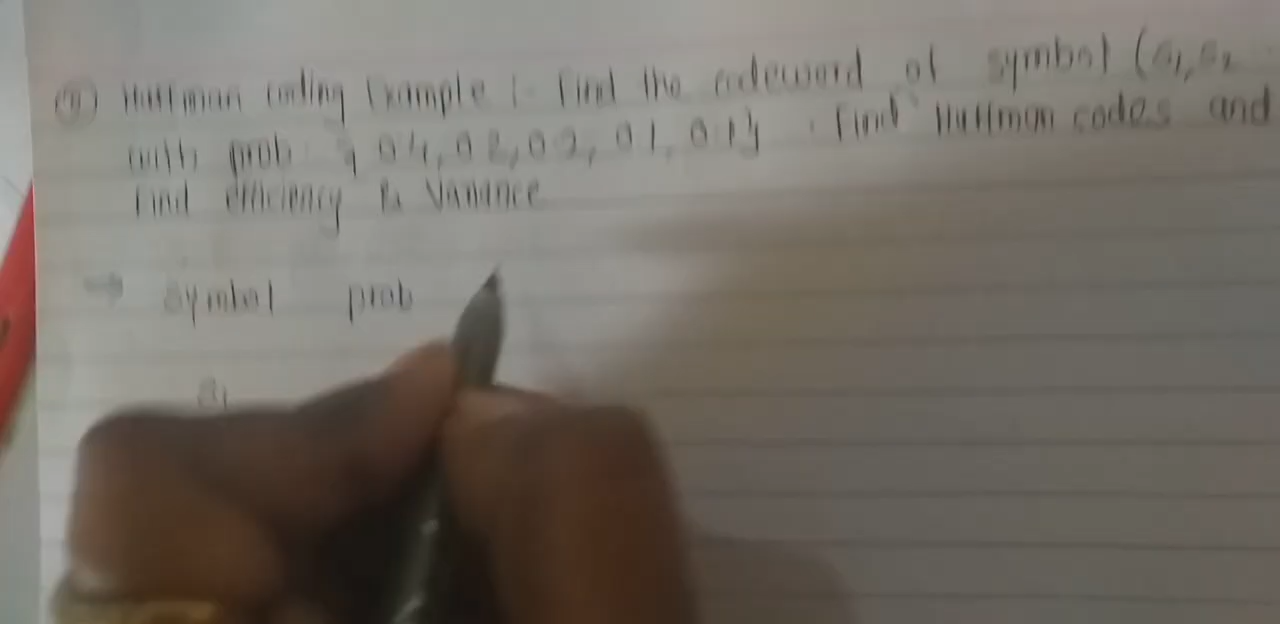 Huffman coding Example :- Find the codeword of symbol (s1, s2
with prob { 0.4, 0.2, 0.2, 0.1, 0.1} . Find Huffman codes and
Find efficiency & Variance
→ symbol prob
s1